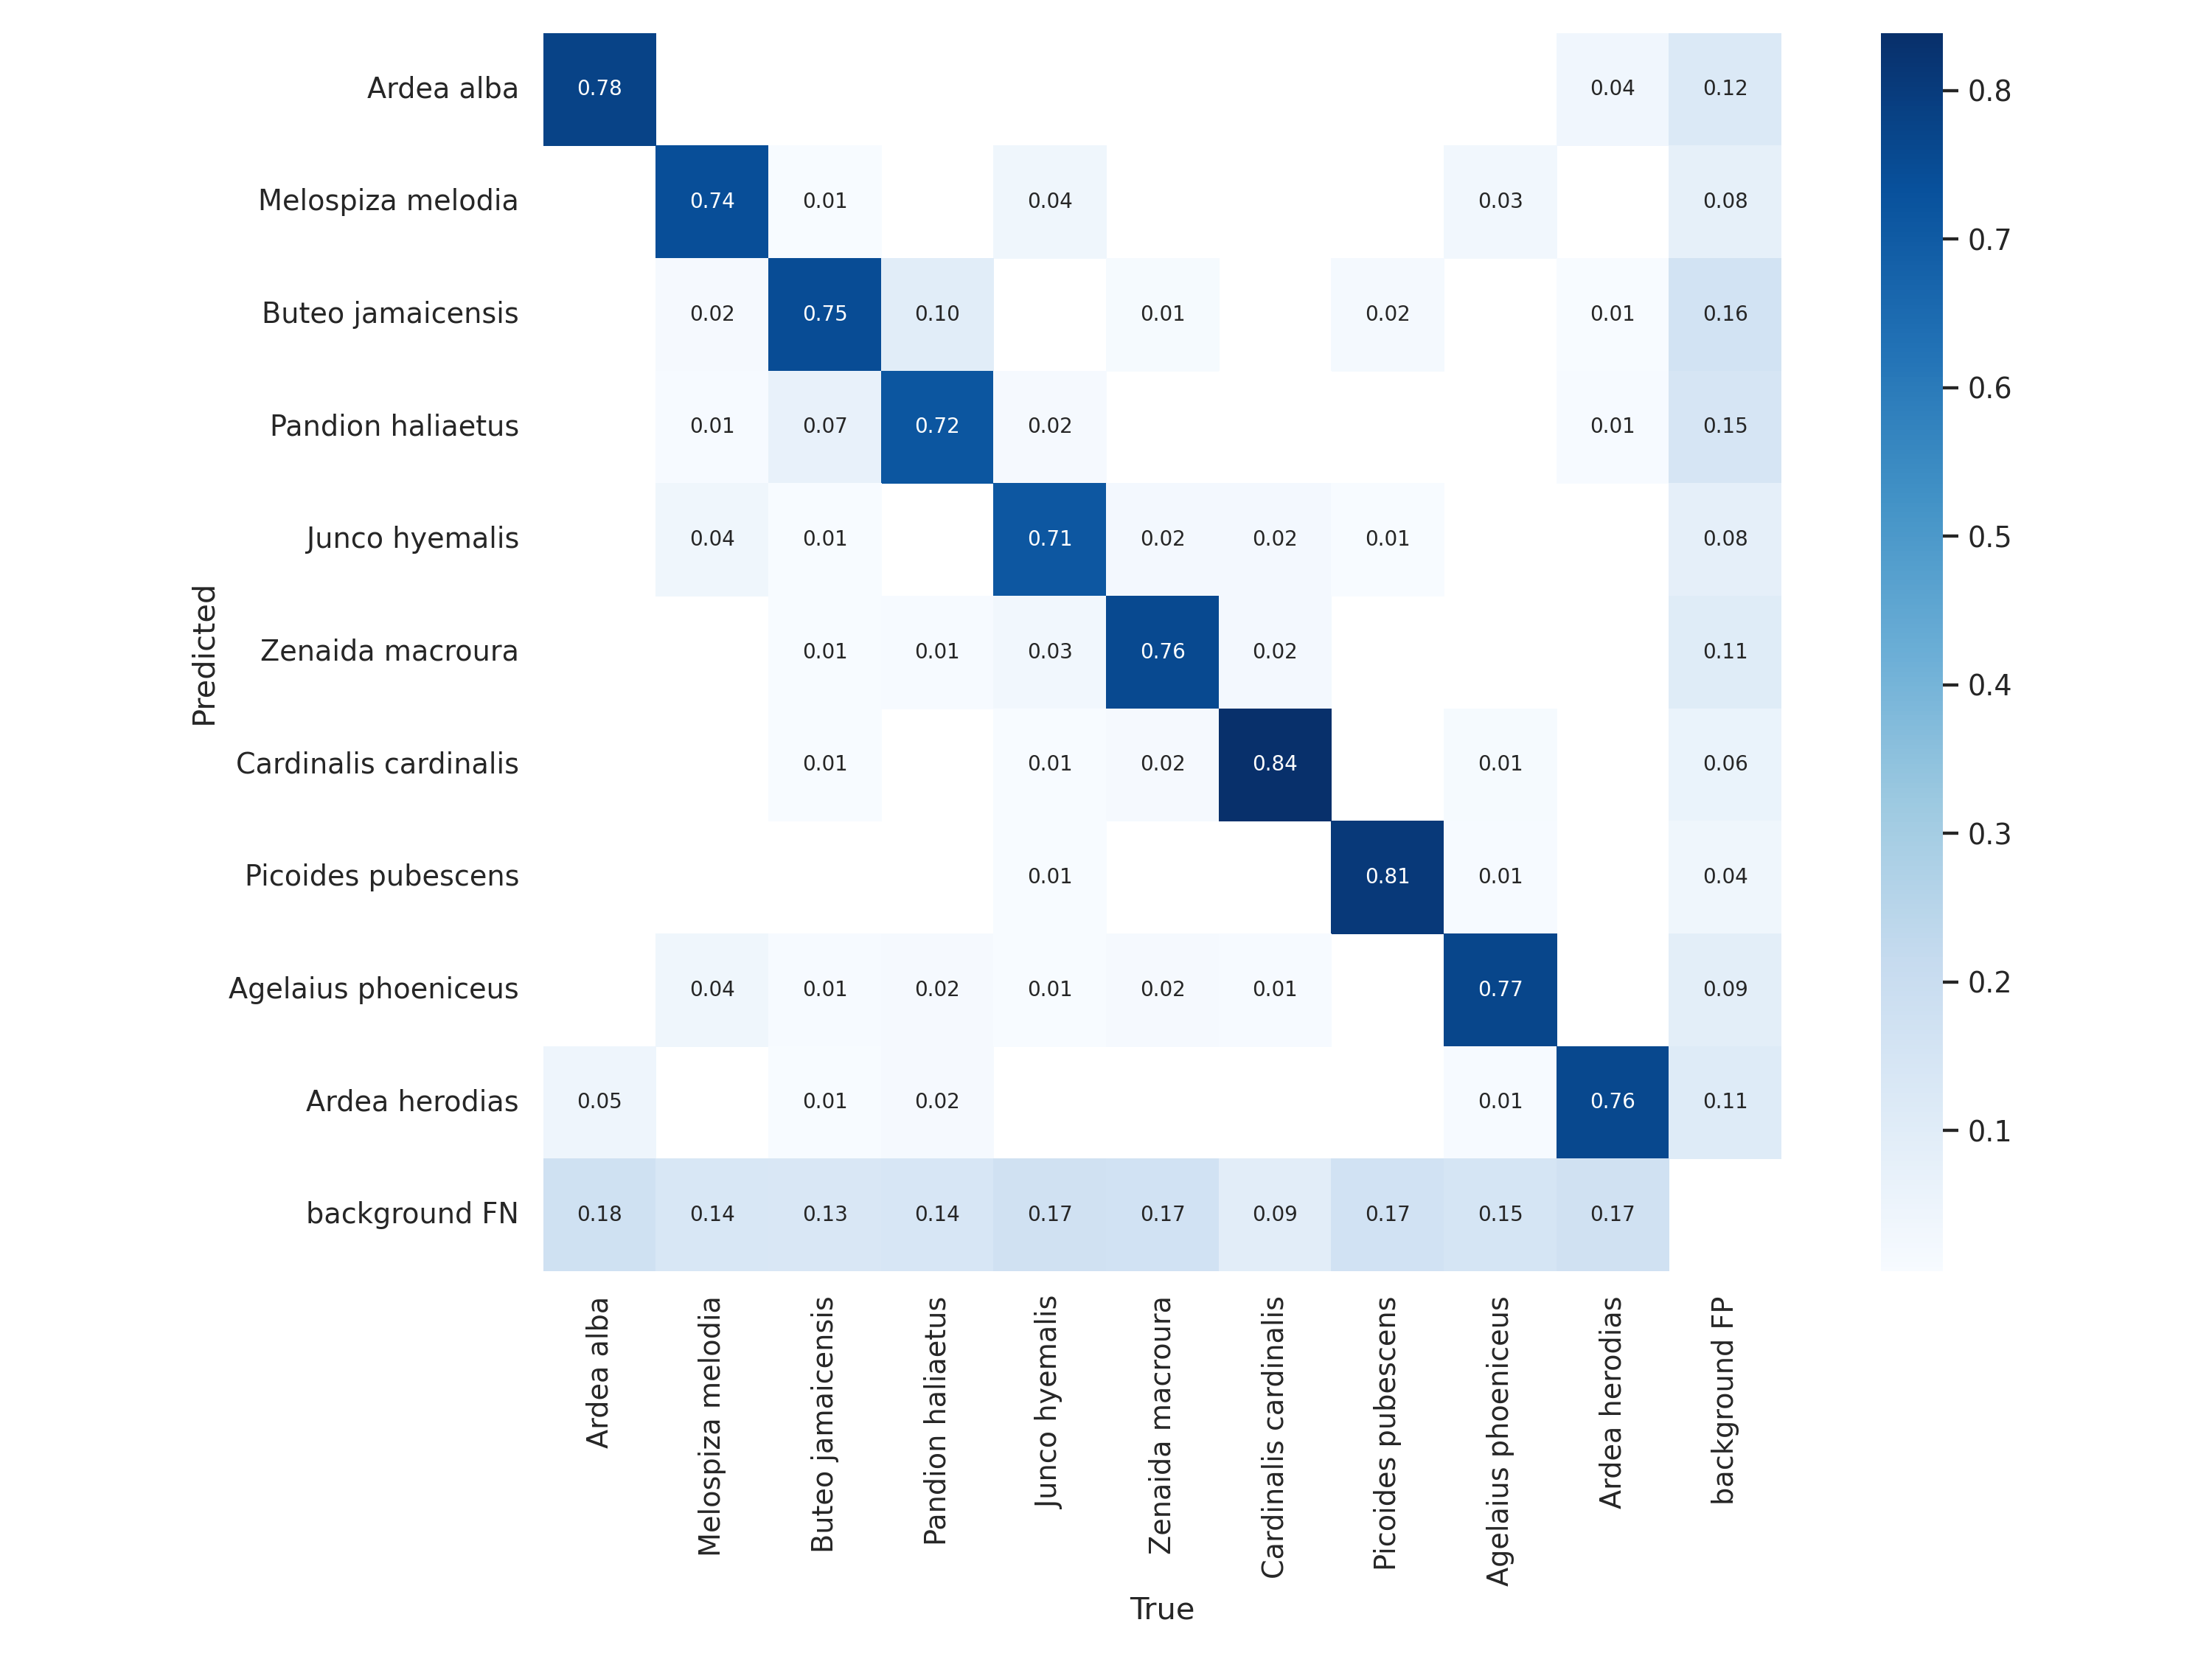 Ardea alba 0.78 0.04 0.12
Melospiza melodia 0.74 0.01 0.04 0.03 0.08
Buteo jamaicensis 0.02 0.75 0.10 0.01 0.02 0.01 0.16
Pandion haliaetus 0.01 0.07 0.72 0.02 0.01 0.15
Junco hyemalis 0.04 0.01 0.71 0.02 0.02 0.01 0.08
Zenaida macroura 0.01 0.01 0.03 0.76 0.02 0.11
Cardinalis cardinalis 0.01 0.01 0.02 0.84 0.01 0.06
Picoides pubescens 0.01 0.81 0.01 0.04
Agelaius phoeniceus 0.04 0.01 0.02 0.01 0.02 0.01 0.77 0.09
Ardea herodias 0.05 0.01 0.02 0.01 0.76 0.11
background FN 0.18 0.14 0.13 0.14 0.17 0.17 0.09 0.17 0.15 0.17
Predicted
Ardea alba
Melospiza melodia
Buteo jamaicensis
Pandion haliaetus
Junco hyemalis
Zenaida macroura
Cardinalis cardinalis
Picoides pubescens
Agelaius phoeniceus
Ardea herodias
background FP
True
0.8
0.7
0.6
0.5
0.4
0.3
0.2
0.1